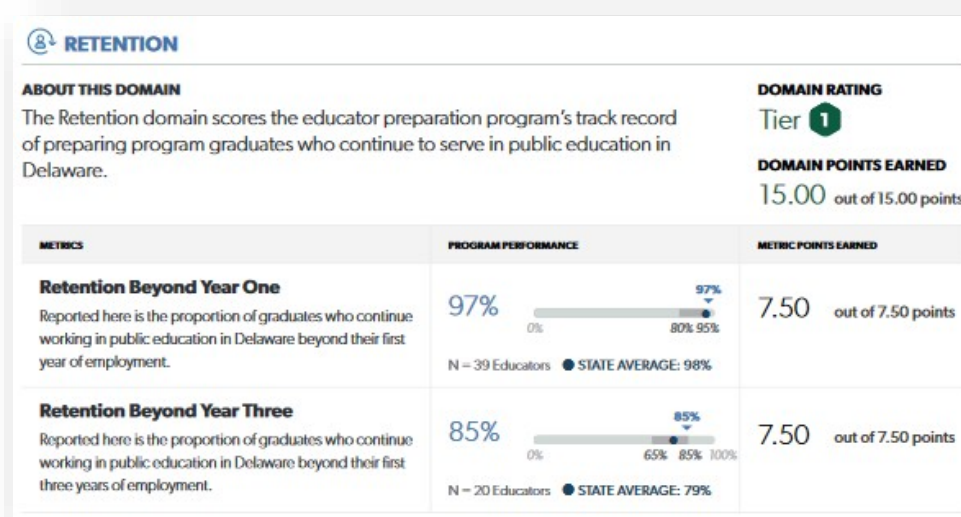 RETENTION
ABOUT THIS DOMAIN
The Retention domain scores the educator preparation program's track record
of preparing program graduates who continue to serve in public education in
Delaware.
DOMAIN RATING
Tier 1
DOMAIN POINTS EARNED
15.00 out of 15.00 points
METRICS
PROGRAM PERFORMANCE
METRIC POINTS EARNED
Retention Beyond Year One
Reported here is the proportion of graduates who continue
working in public education in Delaware beyond their first
year of employment.
97%
97%
0% 80% 95%
N = 39 Educators STATE AVERAGE: 98%
7.50 out of 7.50 points
Retention Beyond Year Three
Reported here is the proportion of graduates who continue
working in public education in Delaware beyond their first
three years of employment.
85%
85%
0% 65% 85% 100%
N = 20 Educators STATE AVERAGE: 79%
7.50 out of 7.50 points